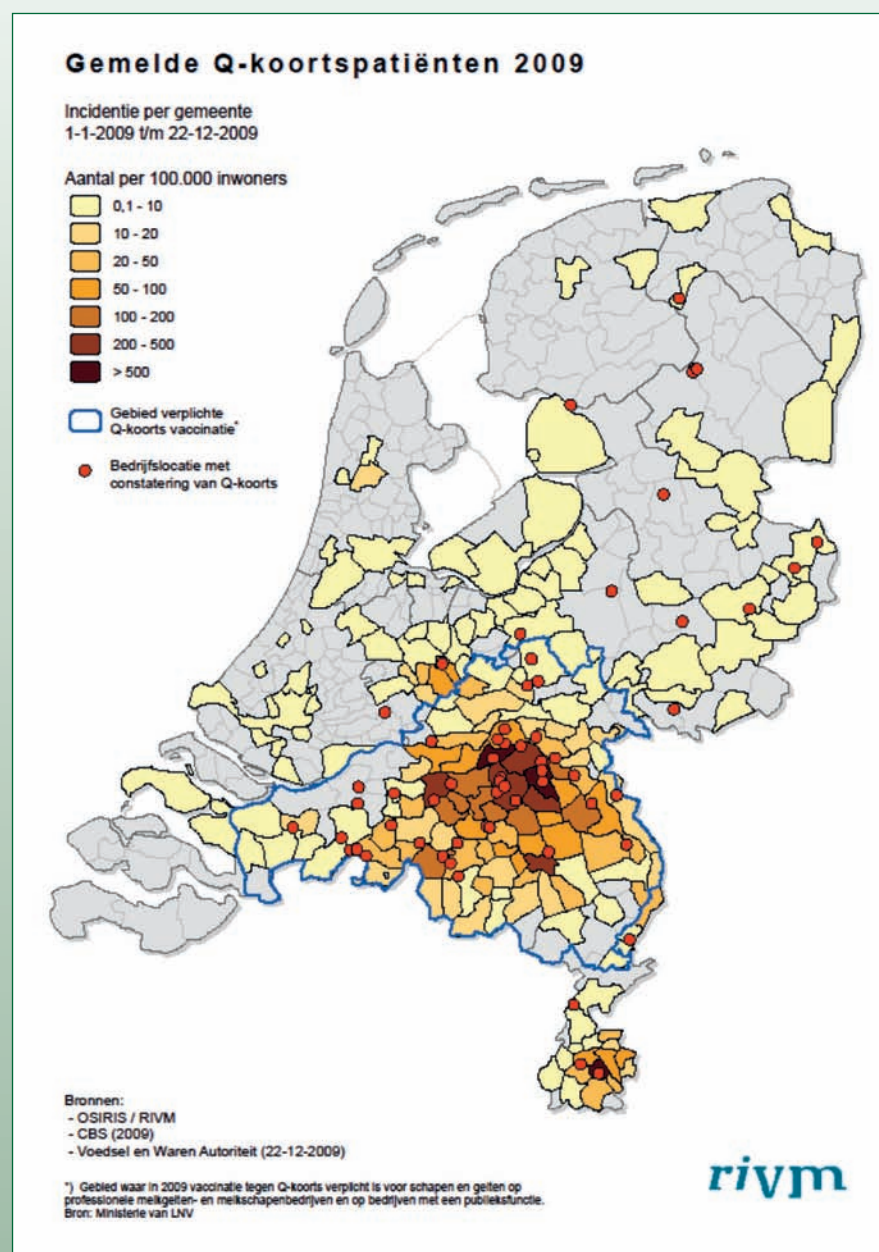 Gemelde Q-koortspatiënten 2009
Incidentie per gemeente
1-1-2009 t/m 22-12-2009
Aantal per 100.000 inwoners
0,1 - 10
10 - 20
20 - 50
50 - 100
100 - 200
200 - 500
> 500
Gebied verplichte
Q-koorts vaccinatie*
Bedrijfslocatie met
constatering van Q-koorts
Bronnen:
- OSIRIS / RIVM
- CBS (2009)
- Voedsel en Waren Autoriteit (22-12-2009)
*) Gebied waar in 2009 vaccinatie tegen Q-koorts verplicht is voor schapen en geiten op
professionele melkgeiten- en melkschapenbedrijven en op bedrijven met een publieksfunctie.
Bron: Ministerie van LNV
rivm